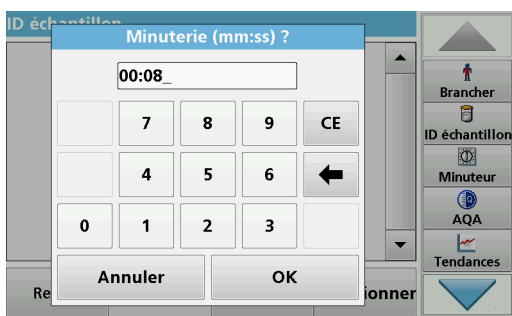 ID éch
Minuterie (mm:ss) ?
00:08_
7 8 9 CE
4 5 6
0 1 2 3
Annuler OK
Re
ionner
Brancher
ID échantillon
Minuteur
AQA
Tendances